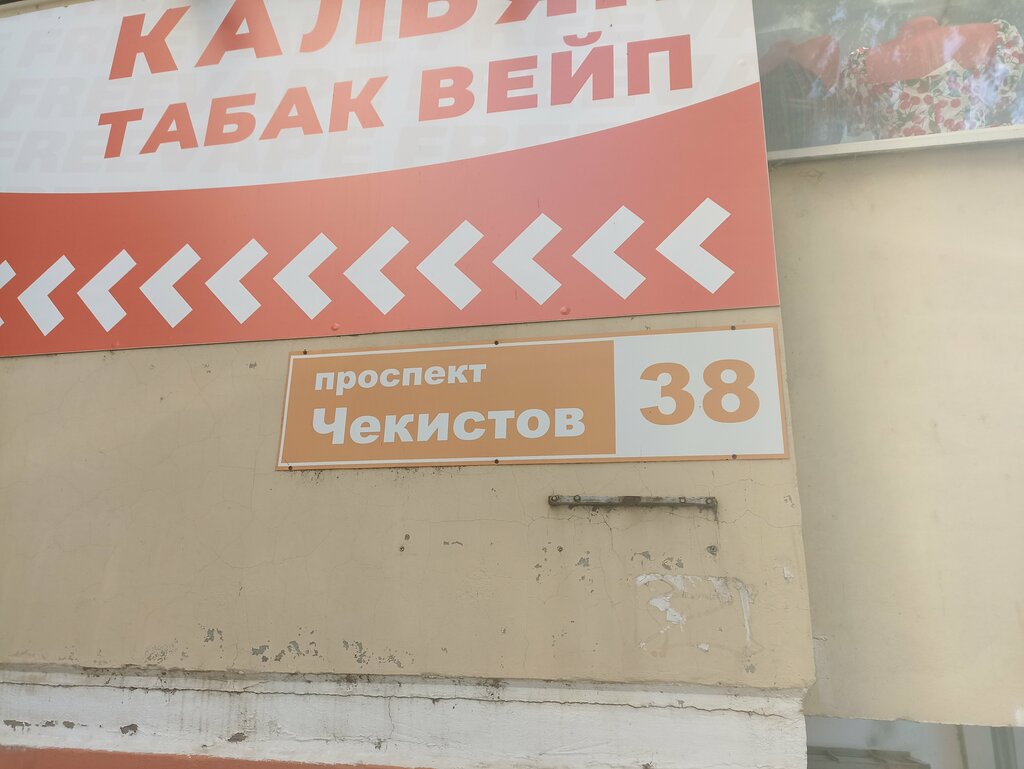 ТАБАК ВЕЙП
проспект
Чекистов
38